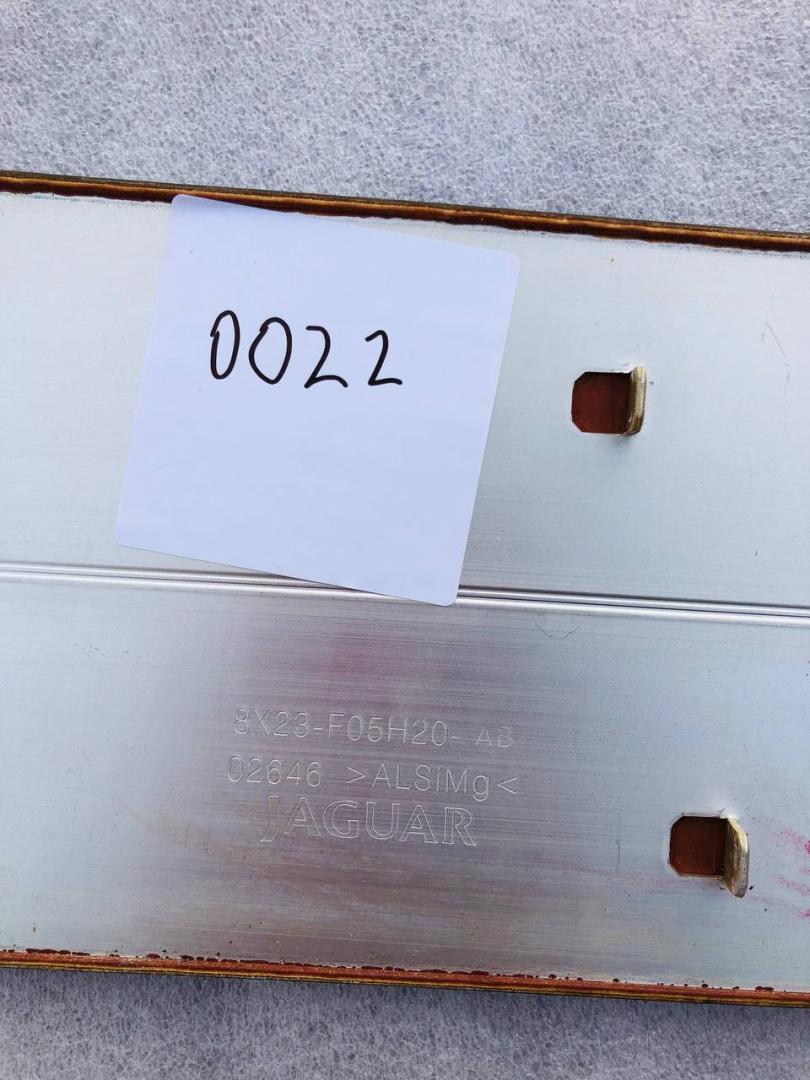 0022
8X23-F05H20-AB
02646 >ALSiMg<
JAGUAR